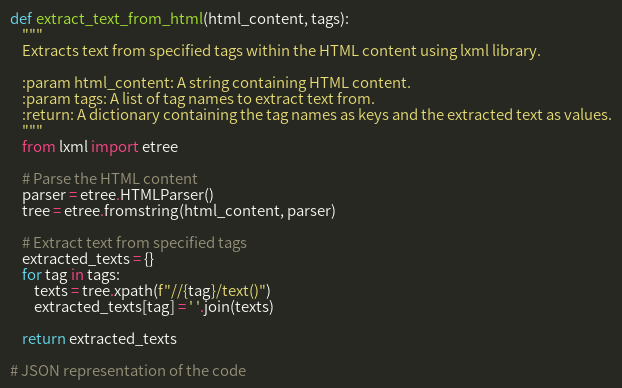 def extract_text_from_html(html_content, tags):
    """
    Extracts text from specified tags within the HTML content using lxml library.

    :param html_content: A string containing HTML content.
    :param tags: A list of tag names to extract text from.
    :return: A dictionary containing the tag names as keys and the extracted text as values.
    """
    from lxml import etree

    # Parse the HTML content
    parser = etree.HTMLParser()
    tree = etree.fromstring(html_content, parser)

    # Extract text from specified tags
    extracted_texts = {}
    for tag in tags:
        texts = tree.xpath(f"//{tag}/text()")
        extracted_texts[tag] = ' '.join(texts)

    return extracted_texts

# JSON representation of the code